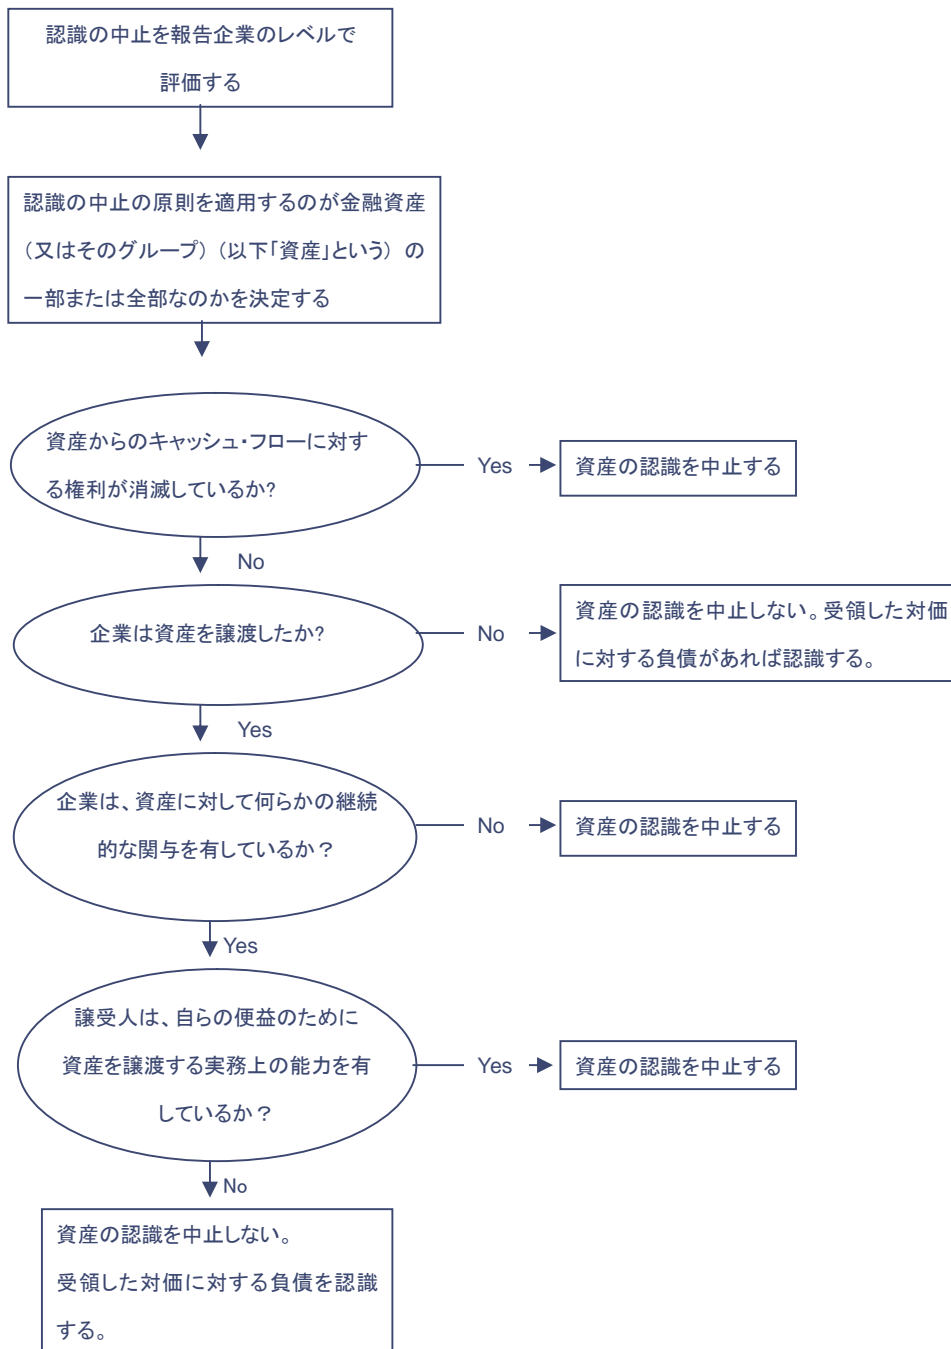 認識の中止を報告企業のレベルで
評価する
認識の中止の原則を適用するのが金融資産
（又はそのグループ）（以下「資産」という）の
一部または全部なのかを決定する
資産からのキャッシュ・フローに対す
る権利が消滅しているか?
Yes
資産の認識を中止する
No
企業は資産を譲渡したか?
No
資産の認識を中止しない。受領した対価
に対する負債があれば認識する。
Yes
企業は、資産に対して何らかの継続
的な関与を有しているか？
No
資産の認識を中止する
Yes
譲受人は、自らの便益のために
資産を譲渡する実務上の能力を有
しているか？
Yes
資産の認識を中止する
No
資産の認識を中止しない。
受領した対価に対する負債を認識
する。